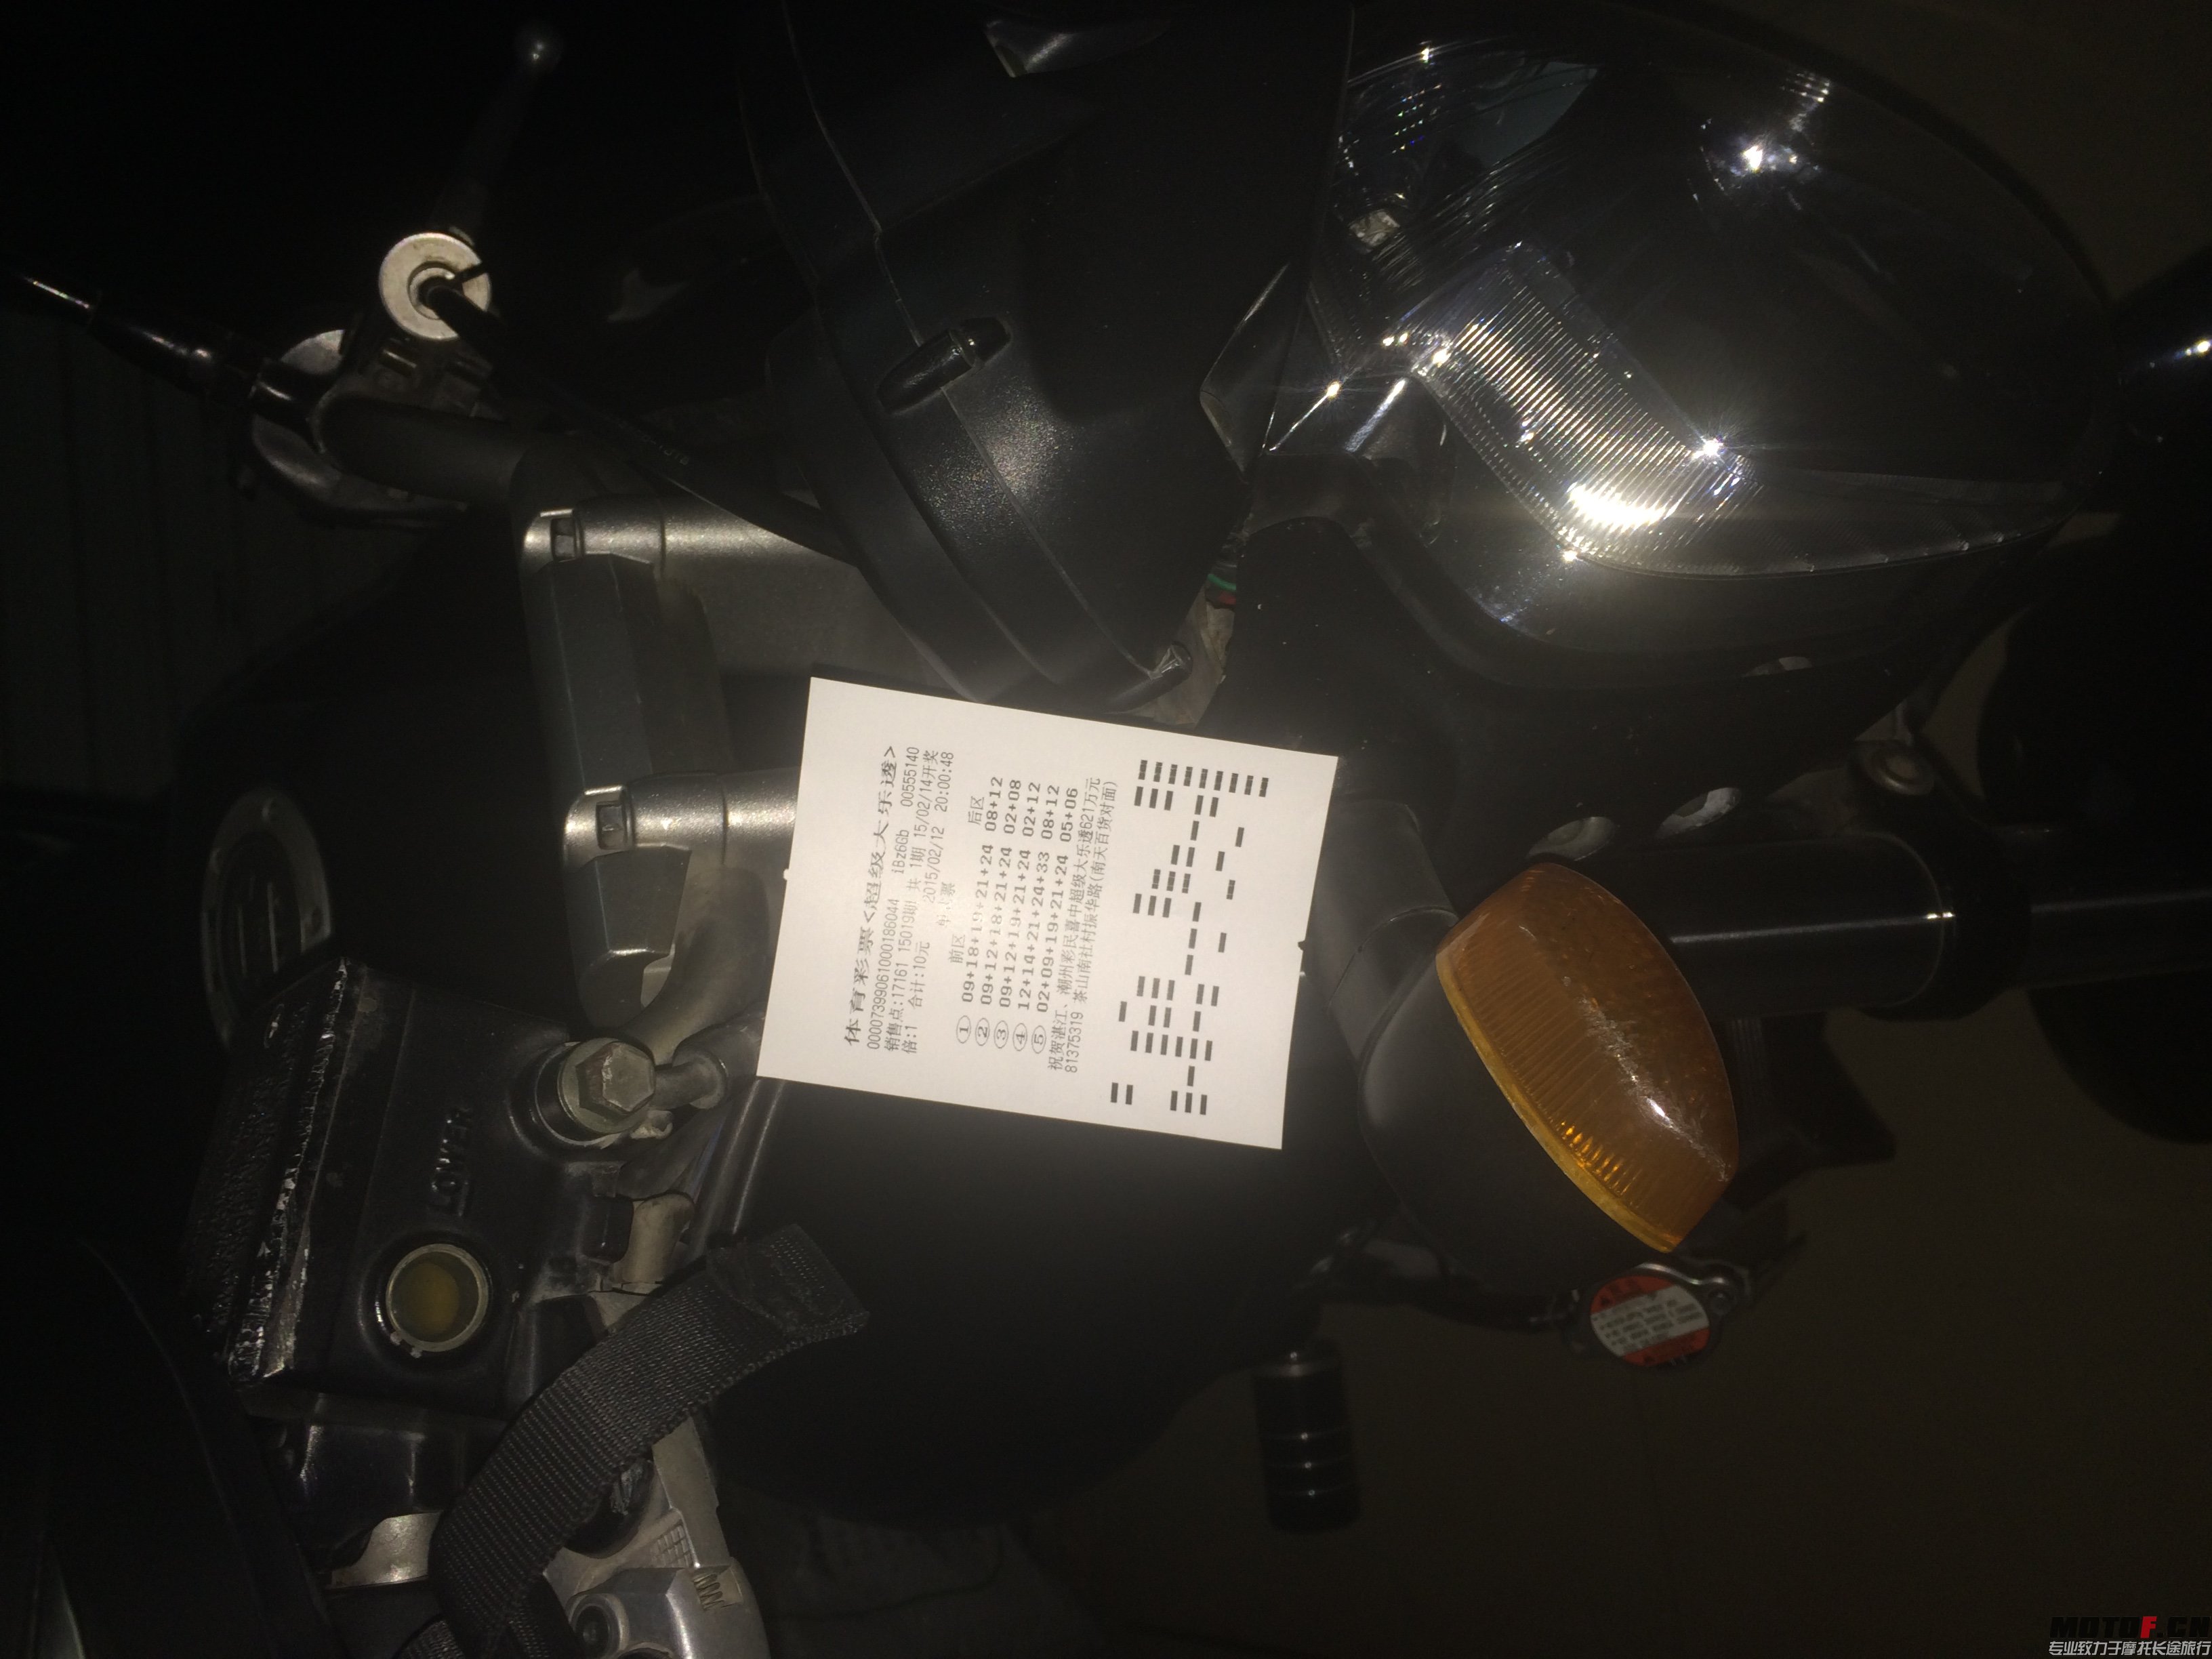 体育彩票<超级大乐透>
000073990610001860​44 iBz6Gb 00555140
销售点:17161 15019期 共1期 15/02/14开奖
倍:1 合计:10元 2015/02/12 20:00:48
单式票
前区 后区
① 09+18+19+21+24 08+12
② 09+12+18+21+24 02+08
③ 09+12+19+21+24 02+12
④ 12+14+21+24+33 08+12
⑤ 02+09+19+21+24 05+06
祝贺湛江、潮州彩民喜中超级大乐透621万元
81375319 茶山南社村振华路(南天百货对面)
LOWER
MOTOF.CN
专业致力于摩托长途旅行